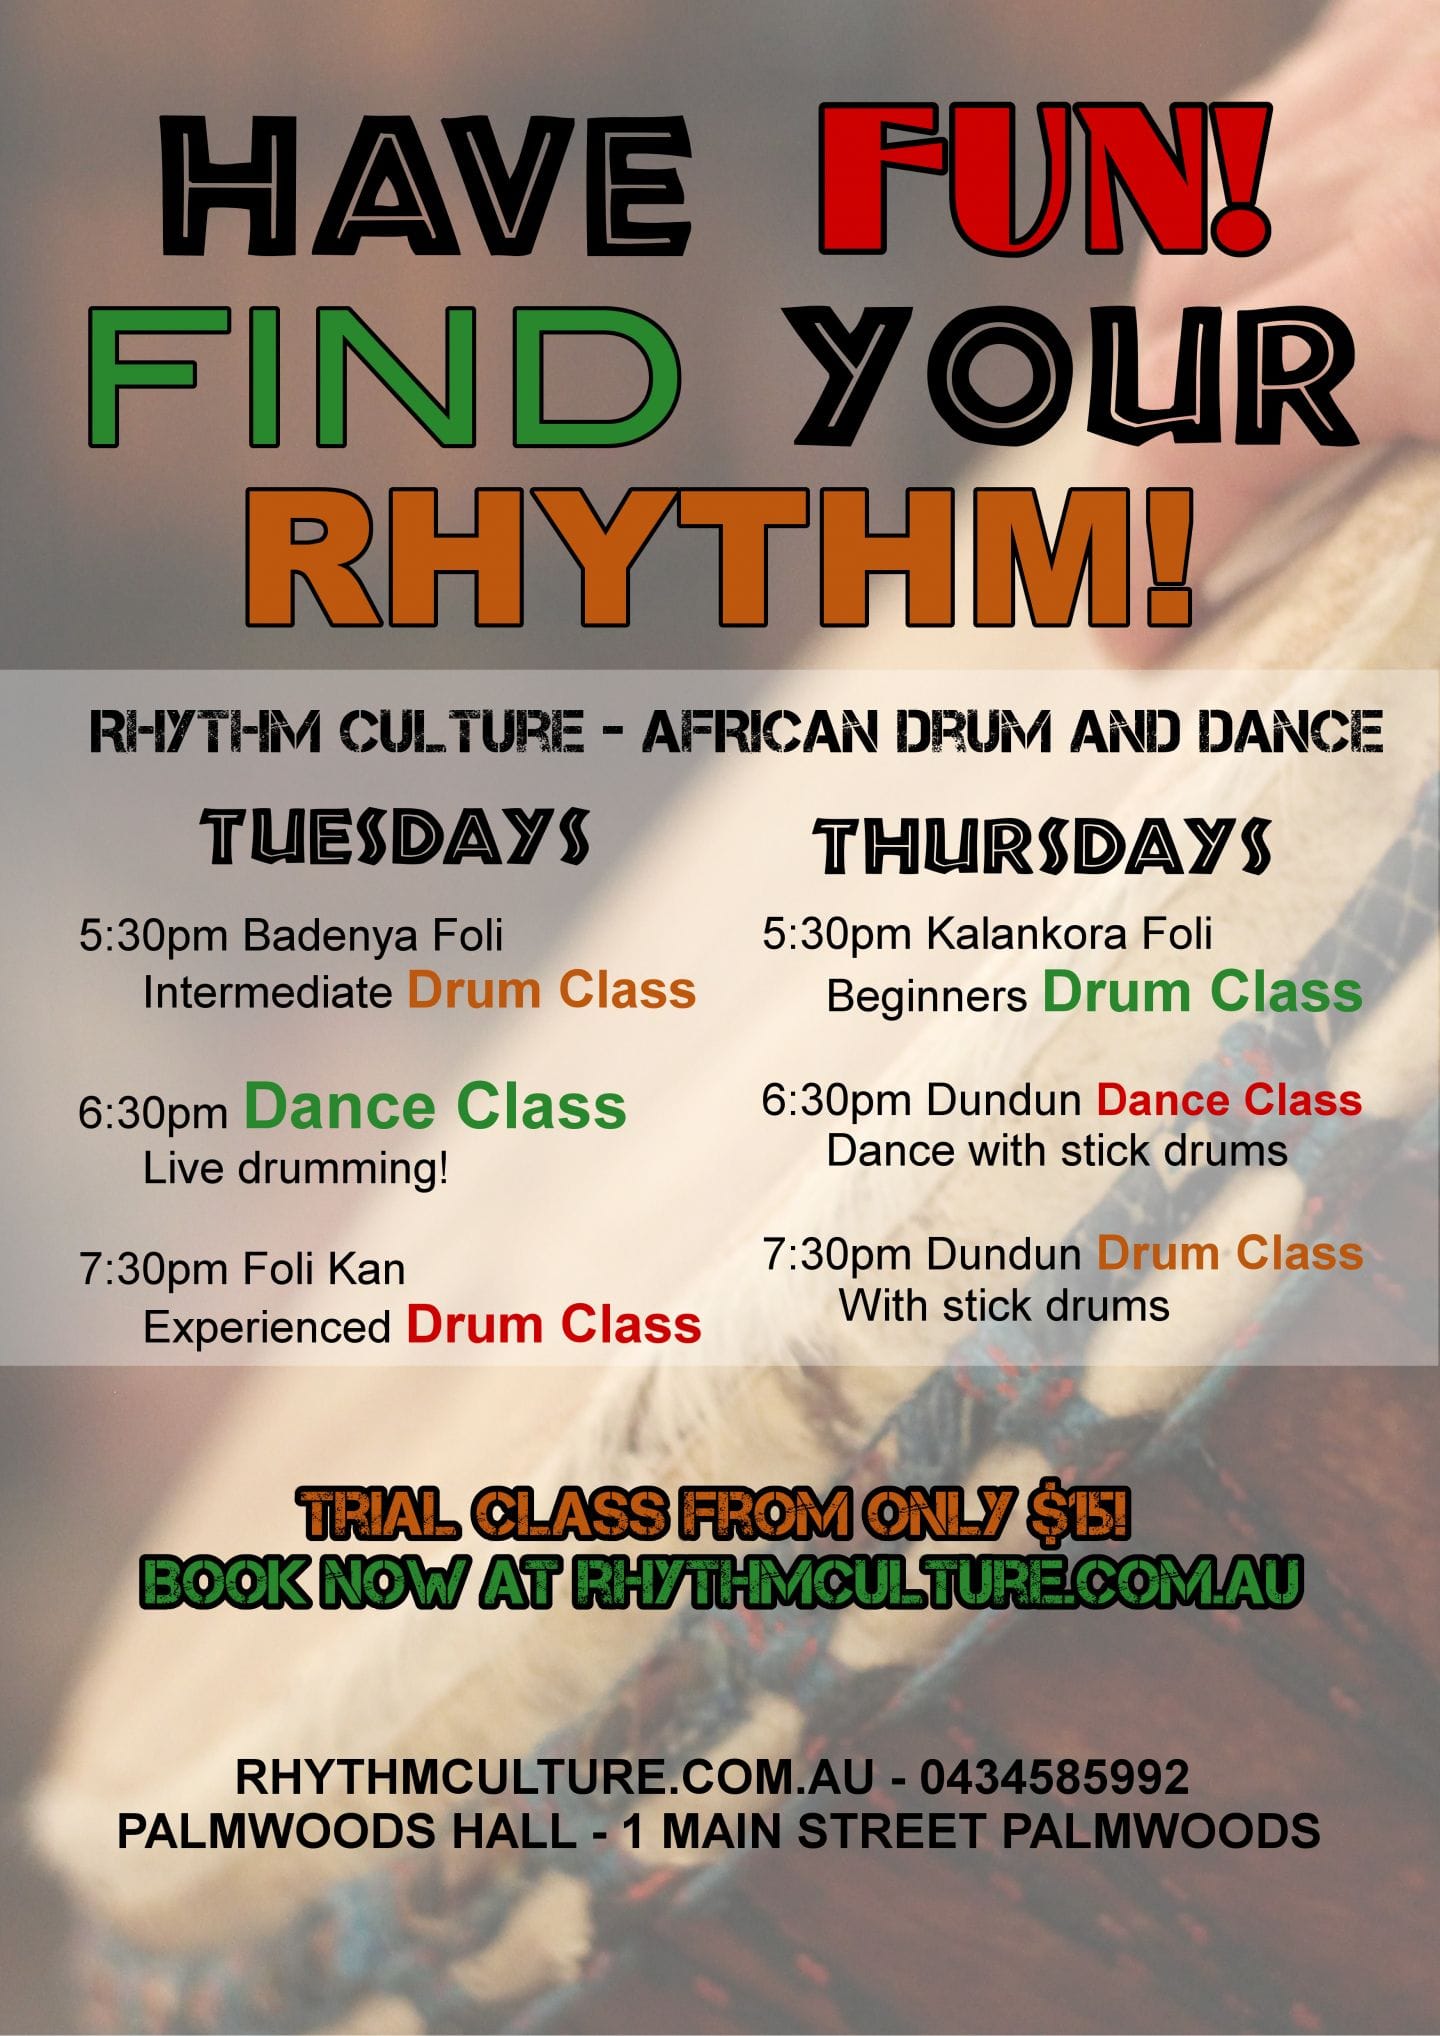 HAVE FUN!
FIND YOUR
RHYTHM!
RHYTHM CULTURE - AFRICAN DRUM AND DANCE
TUESDAYS
5:30pm Badenya Foli
Intermediate Drum Class
6:30pm Dance Class
Live drumming!
7:30pm Foli Kan
Experienced Drum Class
THURSDAYS
5:30pm Kalankora Foli
Beginners Drum Class
6:30pm Dundun Dance Class
Dance with stick drums
7:30pm Dundun Drum Class
With stick drums
TRIAL CLASS FROM ONLY $15!
BOOK NOW AT RHYTHMCULTURE.COM.AU
RHYTHMCULTURE.COM.AU - 0434585992
PALMWOODS HALL - 1 MAIN STREET PALMWOODS